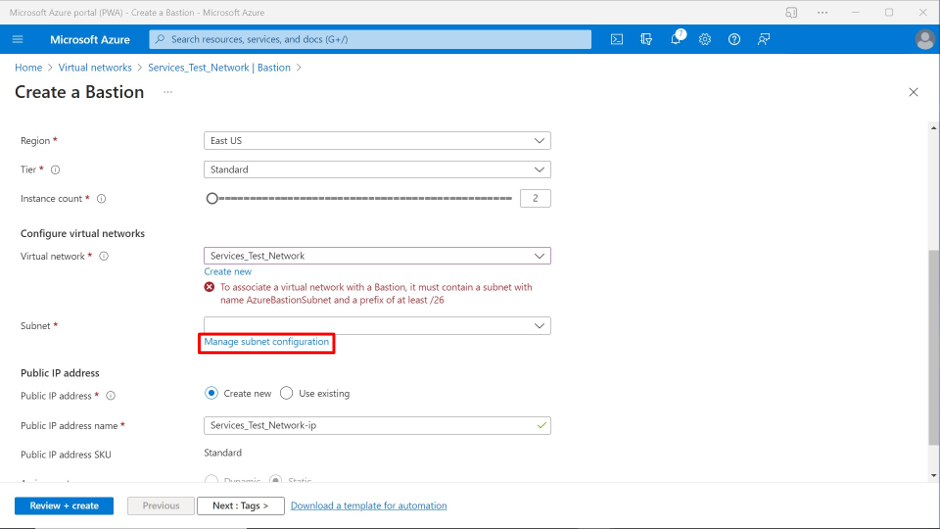 Microsoft Azure portal (PWA) - Create a Bastion - Microsoft Azure
Microsoft Azure
Search resources, services, and docs (G+/)
7
Home > Virtual networks > Services_Test_Network | Bastion >
Create a Bastion ...
Region *
East US
Tier *
Standard
Instance count *
2
Configure virtual networks
Virtual network *
Services_Test_Network
Create new
To associate a virtual network with a Bastion, it must contain a subnet with
name AzureBastionSubnet and a prefix of at least /26
Subnet *
Manage subnet configuration
Public IP address
Public IP address *
Create new
Use existing
Public IP address name *
Services_Test_Network-ip
Public IP address SKU
Standard
Dynamic
Static
Review + create
Previous
Next : Tags >
Download a template for automation